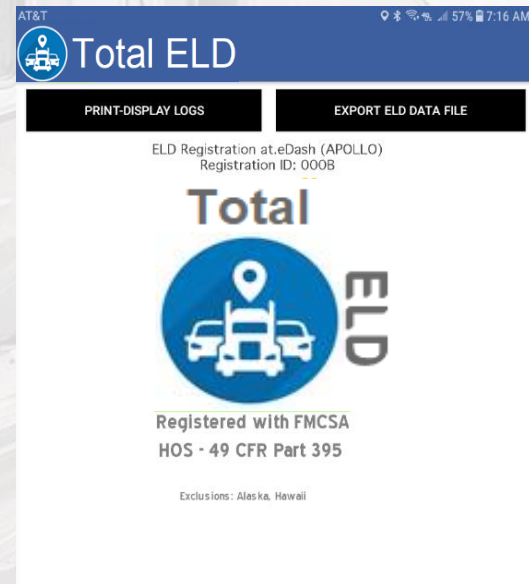 AT&T 57% 7:16 AM
Total ELD
PRINT-DISPLAY LOGS EXPORT ELD DATA FILE
ELD Registration at.eDash (APOLLO)
Registration ID: 000B
Total
ELD
Registered with FMCSA
HOS - 49 CFR Part 395
Exclusions: Alaska, Hawaii